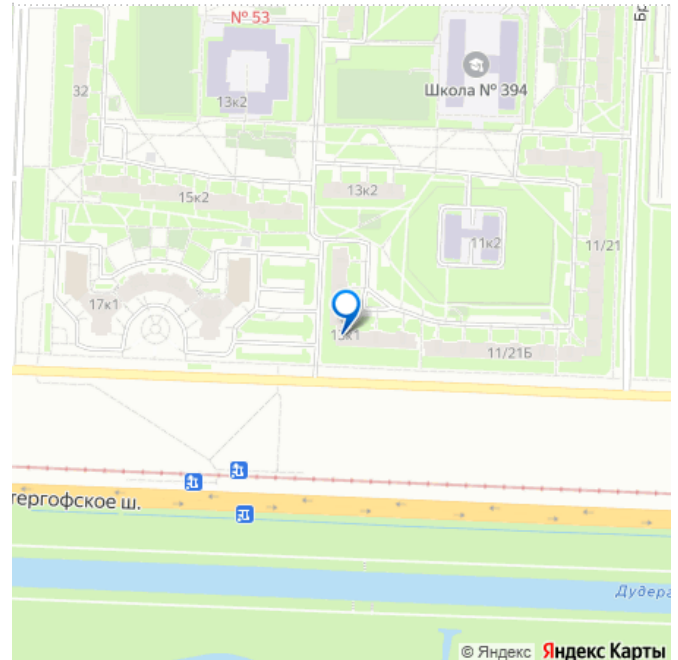 № 53
Бр
32
13к2
Школа № 394
15к2
13к2
11к2
11/21
17к1
13к1
11/21Б
тергофское ш.
Дудерг
© Яндекс Яндекс Карты